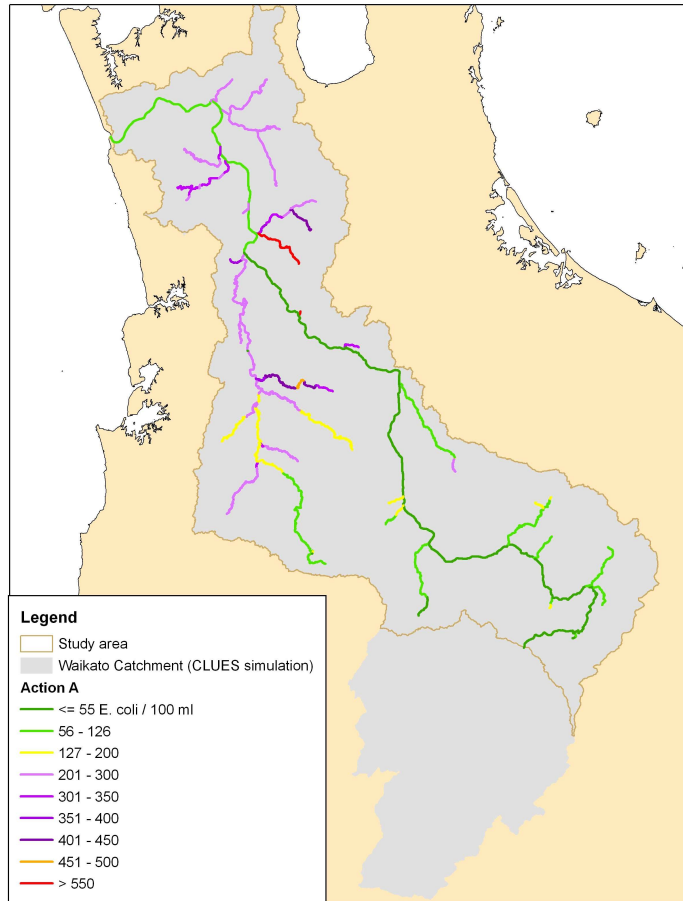 Legend
Study area
Waikato Catchment (CLUES simulation)
Action A
<= 55 E. coli / 100 ml
56 - 126
127 - 200
201 - 300
301 - 350
351 - 400
401 - 450
451 - 500
> 550